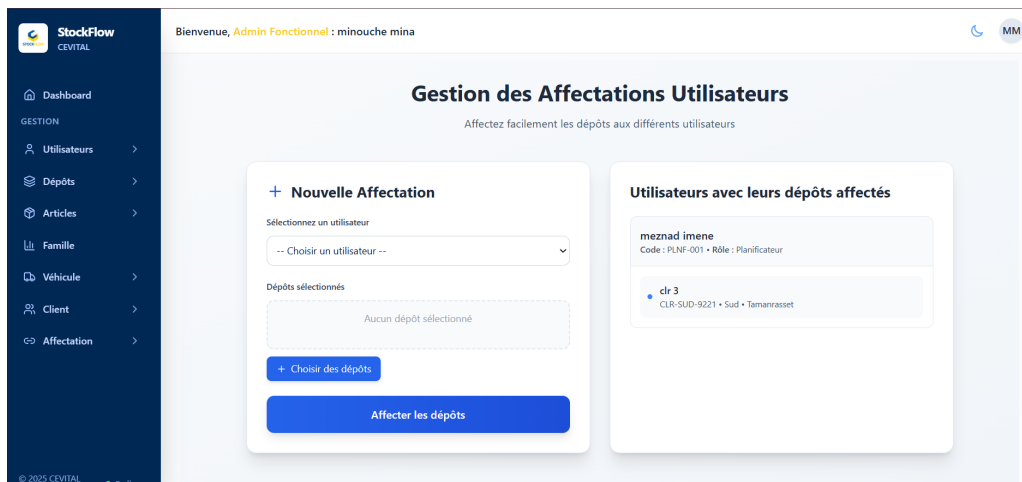 StockFlow
CEVITAL
Bienvenue, Admin Fonctionnel : minouche mina
MM
Dashboard
GESTION
Utilisateurs
Dépôts
Articles
Famille
Véhicule
Client
Affectation
© 2025 CEVITAL
Gestion des Affectations Utilisateurs
Affectez facilement les dépôts aux différents utilisateurs
+ Nouvelle Affectation
Sélectionnez un utilisateur
-- Choisir un utilisateur --
Dépôts sélectionnés
Aucun dépôt sélectionné
+ Choisir des dépôts
Affecter les dépôts
Utilisateurs avec leurs dépôts affectés
meznad imene
Code : PLNF-001 • Rôle : Planificateur
clr 3
CLR-SUD-9221 • Sud • Tamanrasset